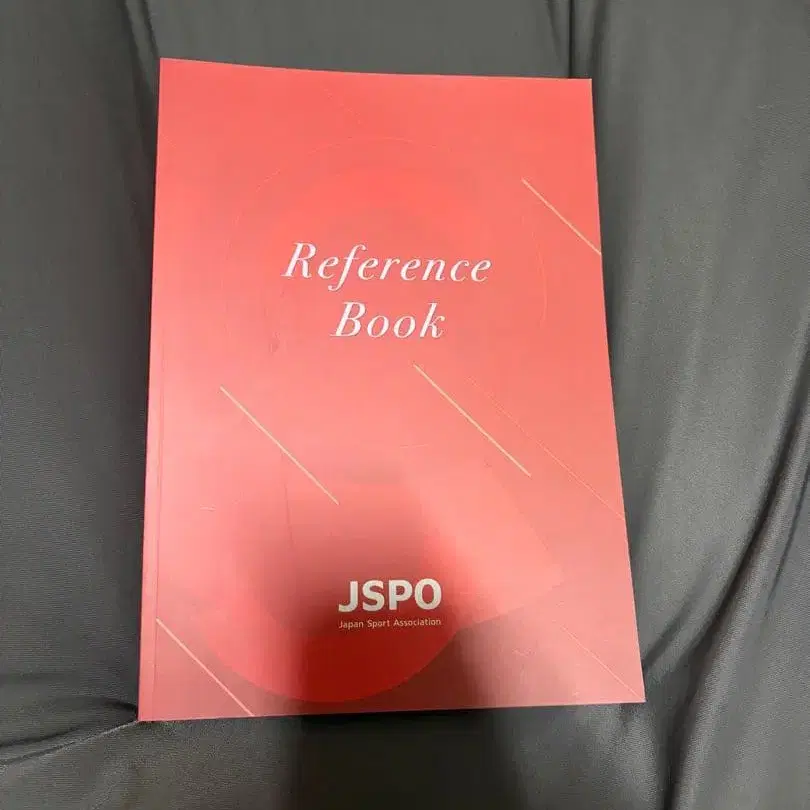 Reference
Book
JSPO
Japan Sport Association